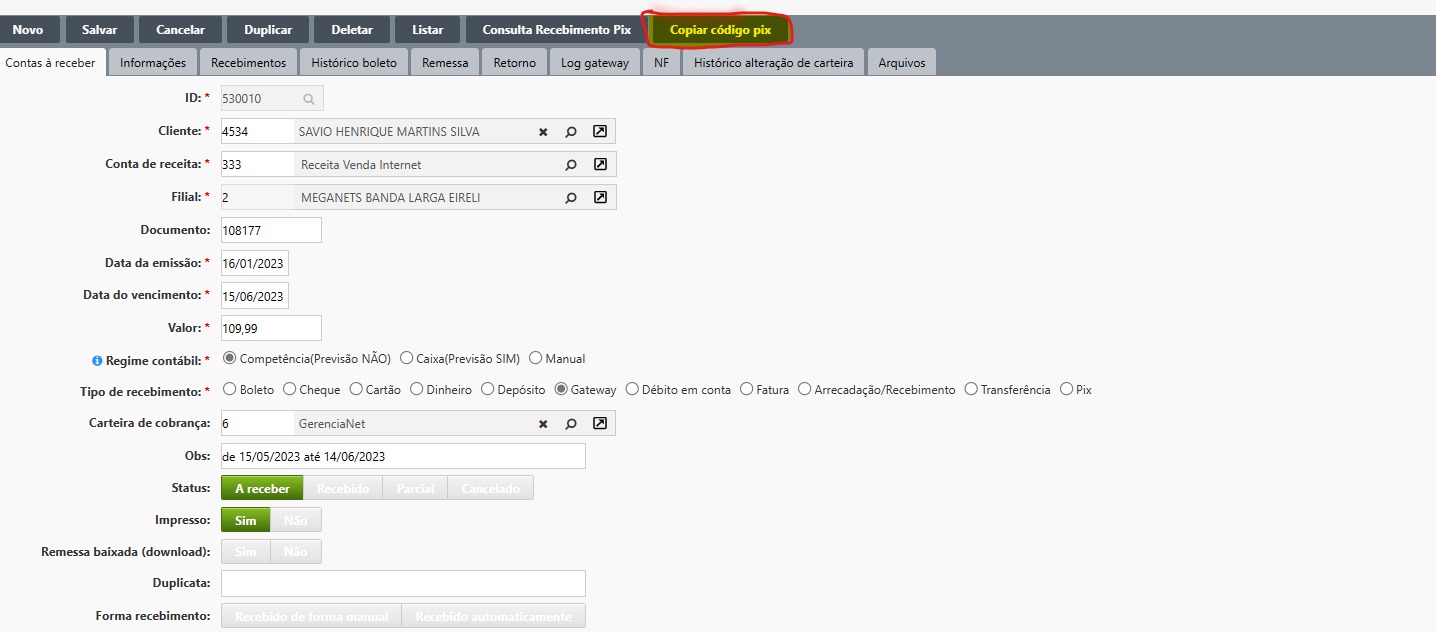 Novo Salvar Cancelar Duplicar Deletar Listar Consulta Recebimento Pix Copiar código pix
Contas à receber Informações Recebimentos Histórico boleto Remessa Retorno Log gateway NF Histórico alteração de carteira Arquivos
ID: * 530010
Cliente: * 4534 SAVIO HENRIQUE MARTINS SILVA
Conta de receita: * 333 Receita Venda Internet
Filial: * 2 MEGANETS BANDA LARGA EIRELI
Documento: 108177
Data da emissão: * 16/01/2023
Data do vencimento: * 15/06/2023
Valor: * 109,99
Regime contábil: * Competência(Previsão NÃO) Caixa(Previsão SIM) Manual
Tipo de recebimento: * Boleto Cheque Cartão Dinheiro Depósito Gateway Débito em conta Fatura Arrecadação/Recebimento Transferência Pix
Carteira de cobrança: 6 GerenciaNet
Obs: de 15/05/2023 até 14/06/2023
Status: A receber Recebido Parcial Cancelado
Impresso: Sim Não
Remessa baixada (download): Sim Não
Duplicata:
Forma recebimento: Recebido de forma manual Recebido automaticamente